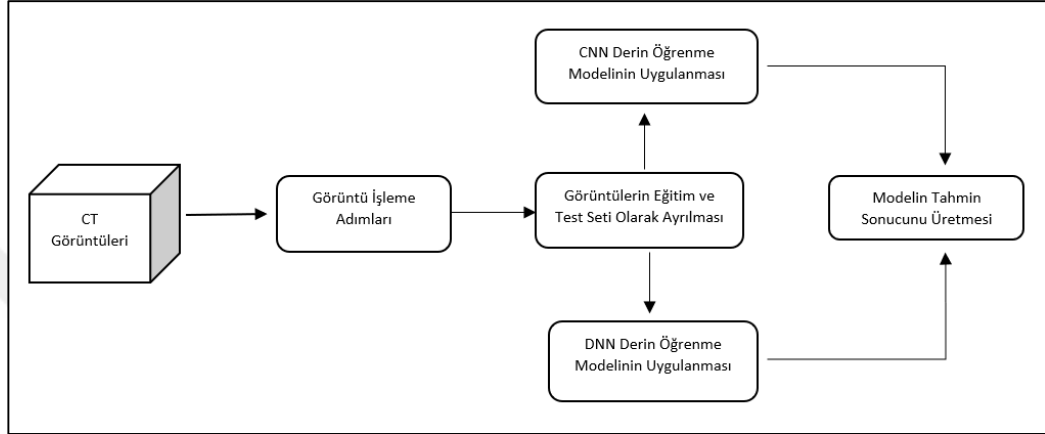 CNN Derin Öğrenme
Modelinin Uygulanması
CT
Görüntüleri
Görüntü İşleme
Adımları
Görüntülerin Eğitim ve
Test Seti Olarak Ayrılması
Modelin Tahmin
Sonucunu Üretmesi
DNN Derin Öğrenme
Modelinin Uygulanması